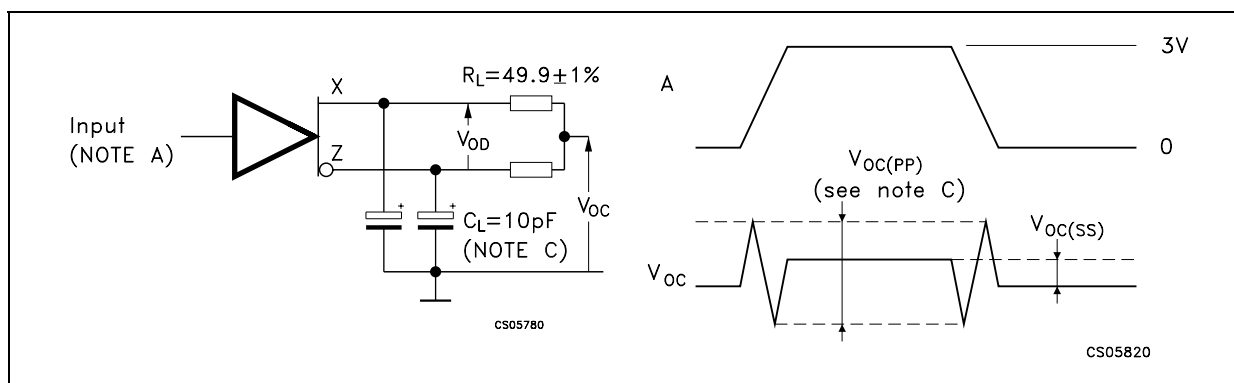 Input
(NOTE A)
X
Z
R_L=49.9±1%
V_OD
V_OC
+
+
C_L=10pF
(NOTE C)
CS05780
A
3V
0
V_OC(PP)
(see note C)
V_OC(SS)
V_OC
CS05820